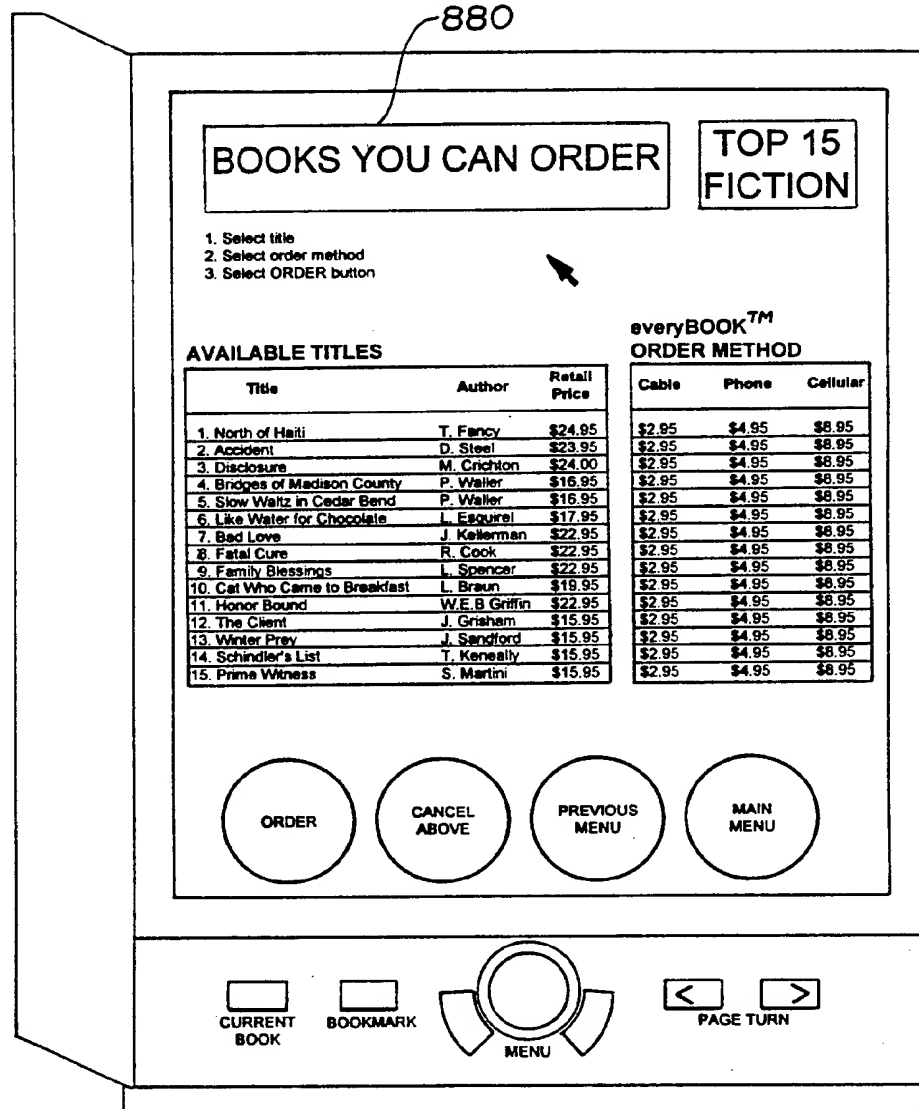 880
BOOKS YOU CAN ORDER
TOP 15
FICTION
1. Select title
2. Select order method
3. Select ORDER button
everyBOOK™
AVAILABLE TITLES
ORDER METHOD
Title Author Retail Price Cable Phone Cellular
1. North of Haiti T. Fancy $24.95 $2.95 $4.95 $8.95
2. Accident D. Steel $23.95 $2.95 $4.95 $8.95
3. Disclosure M. Crichton $24.00 $2.95 $4.95 $8.95
4. Bridges of Madison County P. Waller $16.95 $2.95 $4.95 $8.95
5. Slow Waltz in Cedar Bend P. Waller $16.95 $2.95 $4.95 $8.95
6. Like Water for Chocolate L. Esquirel $17.95 $2.95 $4.95 $8.95
7. Bad Love J. Kellerman $22.95 $2.95 $4.95 $8.95
8. Fatal Cure R. Cook $22.95 $2.95 $4.95 $8.95
9. Family Blessings L. Spencer $22.95 $2.95 $4.95 $8.95
10. Cat Who Came to Breakfast L. Braun $19.95 $2.95 $4.95 $8.95
11. Honor Bound W.E.B Griffin $22.95 $2.95 $4.95 $8.95
12. The Client J. Grisham $15.95 $2.95 $4.95 $8.95
13. Winter Prey J. Sandford $15.95 $2.95 $4.95 $8.95
14. Schindler's List T. Keneally $15.95 $2.95 $4.95 $8.95
15. Prime Witness S. Martini $15.95 $2.95 $4.95 $8.95
ORDER
CANCEL
ABOVE
PREVIOUS
MENU
MAIN
MENU
< >
CURRENT
BOOK
BOOKMARK
MENU
PAGE TURN